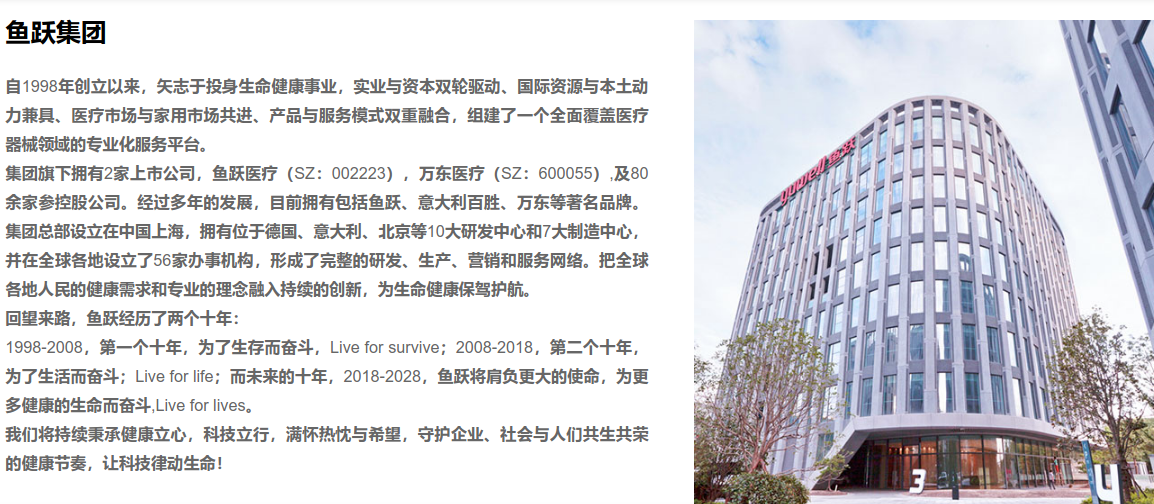 鱼跃集团
自1998年创立以来，矢志于投身生命健康事业，实业与资本双轮驱动、国际资源与本土动
力兼具、医疗市场与家用市场共进、产品与服务模式双重融合，组建了一个全面覆盖医疗
器械领域的专业化服务平台。
集团旗下拥有2家上市公司，鱼跃医疗（SZ：002223），万东医疗（SZ：600055）,及80
余家参控股公司。经过多年的发展，目前拥有包括鱼跃、意大利百胜、万东等著名品牌。
集团总部设立在中国上海，拥有位于德国、意大利、北京等10大研发中心和7大制造中心，
并在全球各地设立了56家办事机构，形成了完整的研发、生产、营销和服务网络。把全球
各地人民的健康需求和专业的理念融入持续的创新，为生命健康保驾护航。
回望来路，鱼跃经历了两个十年：
1998-2008，第一个十年，为了生存而奋斗，Live for survive；2008-2018，第二个十年，
为了生活而奋斗；Live for life；而未来的十年，2018-2028，鱼跃将肩负更大的使命，为更
多健康的生命而奋斗,Live for lives。
我们将持续秉承健康立心，科技立行，满怀热忱与希望，守护企业、社会与人们共生共荣
的健康节奏，让科技律动生命！
yuwell 鱼跃
3
4